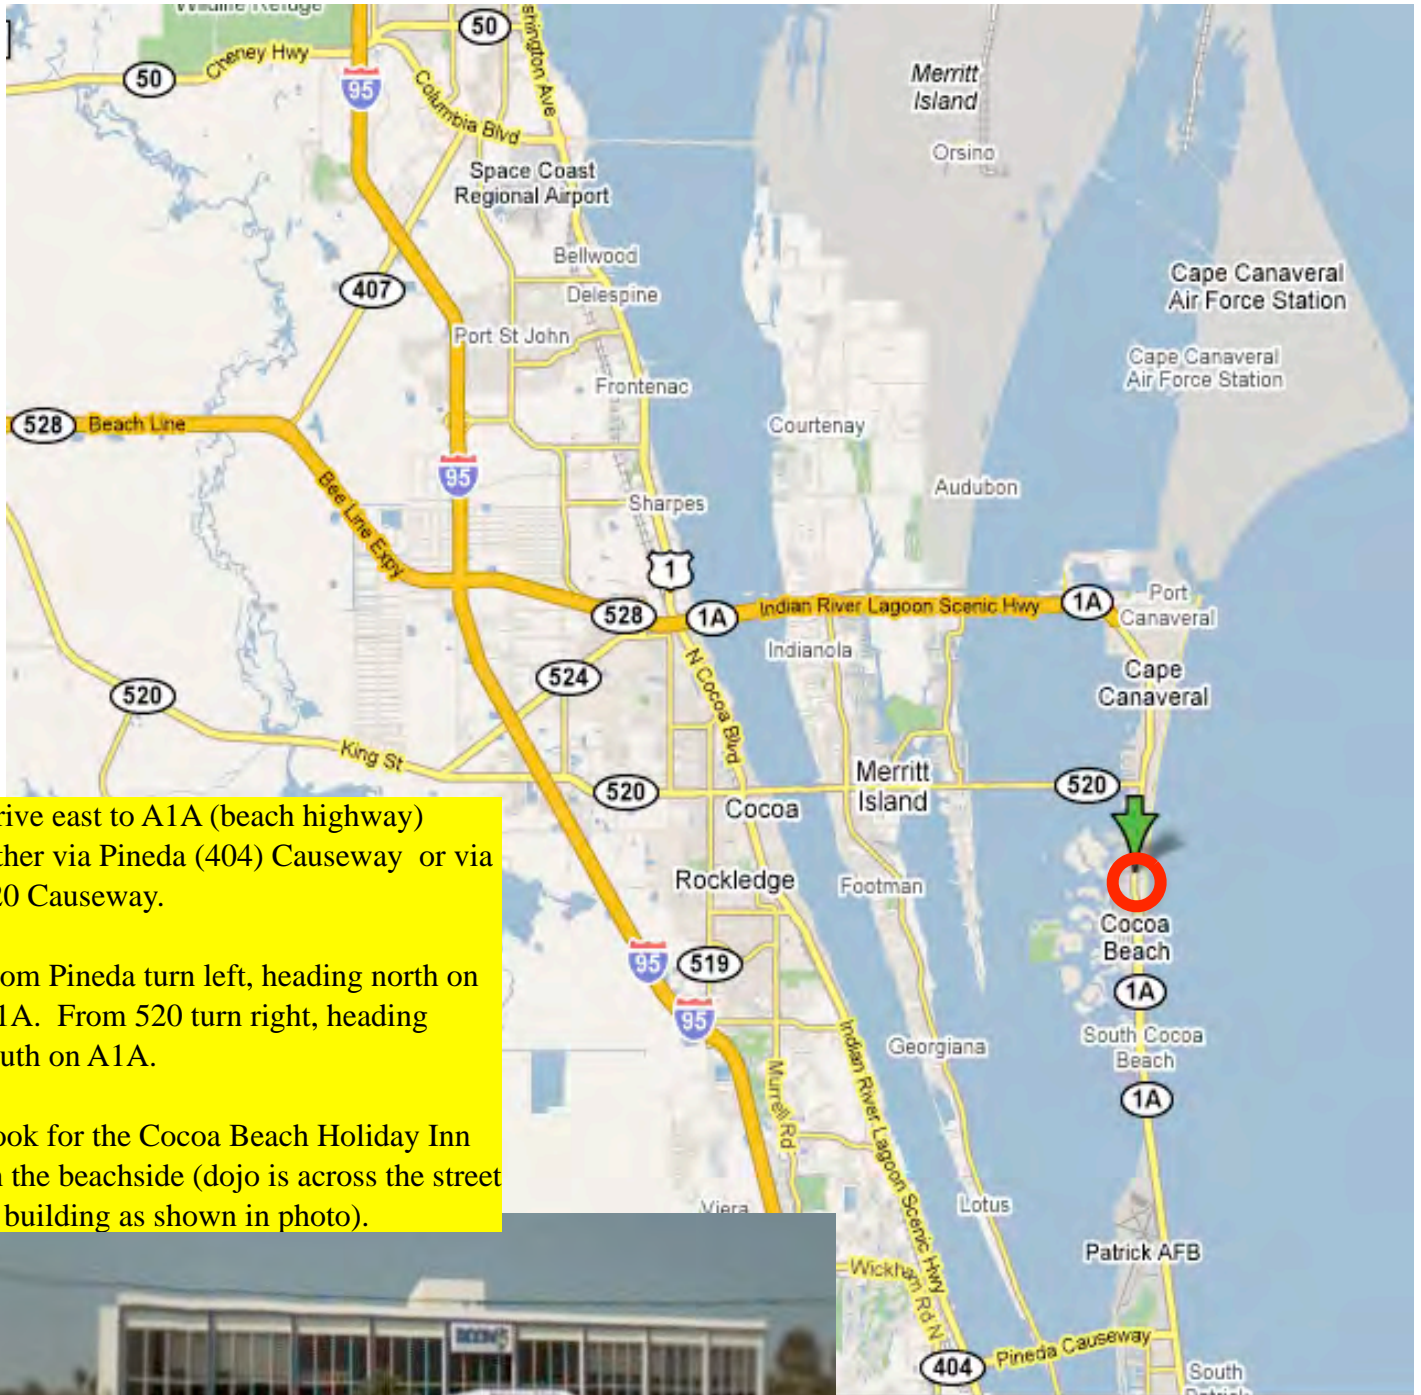 Wildlife Refuge
50
Cheney Hwy
50
95
Columbia Blvd
shington Ave
Merritt
Island
Orsino
Space Coast
Regional Airport
Bellwood
Delespine
407
Port St John
Frontenac
Cape Canaveral
Air Force Station
Cape Canaveral
Air Force Station
528
Beach Line
Courtenay
95
Bee Line Expy
Sharpes
Audubon
1
528
1A
Indian River Lagoon Scenic Hwy
1A
Port
Canaveral
Indianola
N Cocoa Blvd
524
520
Cape
Canaveral
King St
520
Cocoa
Merritt
Island
520
Rockledge
Footman
Cocoa
Beach
95
519
95
1A
South Cocoa
Beach
Georgiana
Murrell Rd
Indian River Lagoon Scenic Hwy
1A
Viera
Lotus
Patrick AFB
Wickham Rd N
404
Pineda Causeway
South
rive east to A1A (beach highway)
ther via Pineda (404) Causeway or via
20 Causeway.
om Pineda turn left, heading north on
1A. From 520 turn right, heading
uth on A1A.
ook for the Cocoa Beach Holiday Inn
n the beachside (dojo is across the street
building as shown in photo).